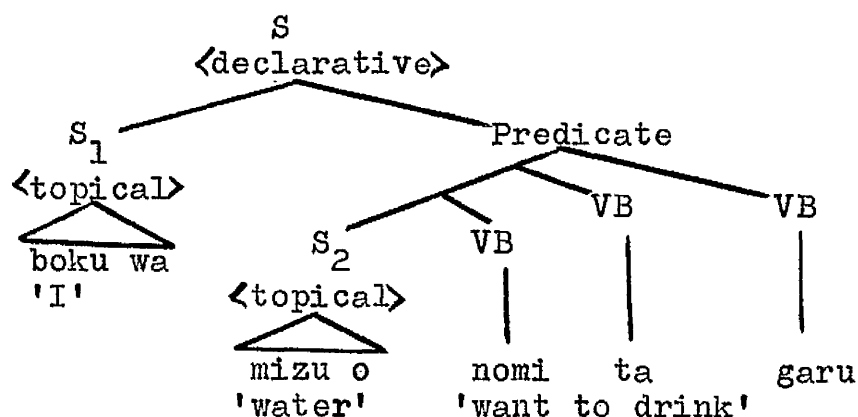 S
<declarative>
S1 Predicate
<topical>
VB VB
S2 VB
boku wa
'I'
<topical>
mizu o nomi ta garu
'water' 'want to drink'